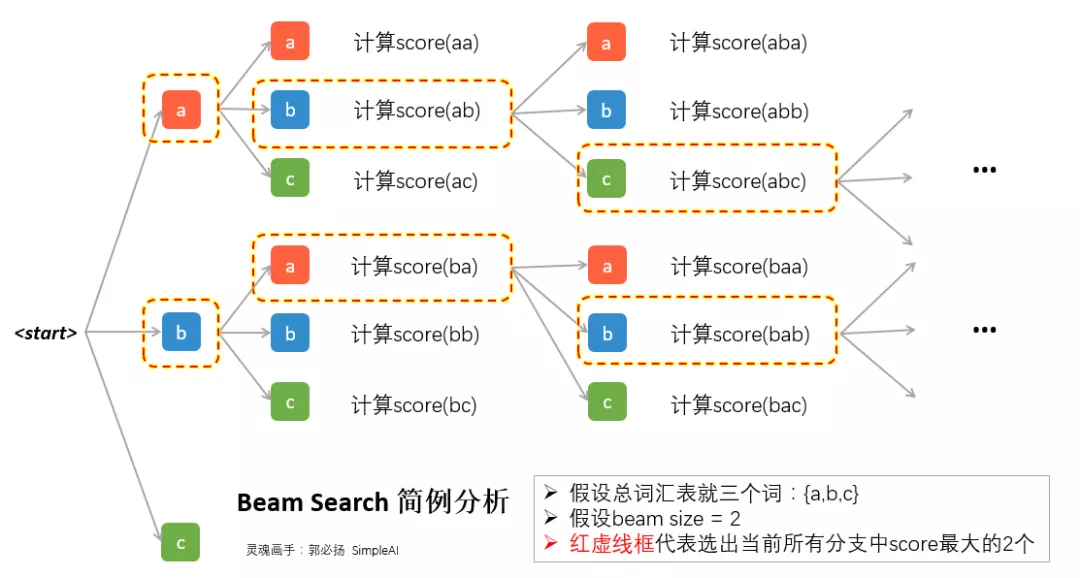 a 计算score(aa) a 计算score(aba)
a b 计算score(ab) b 计算score(abb)
c 计算score(ac) c 计算score(abc) ...
a 计算score(ba) a 计算score(baa)
<start> b b 计算score(bb) b 计算score(bab) ...
c 计算score(bc) c 计算score(bac)
c
Beam Search 简例分析
灵魂画手：郭必扬 SimpleAI
➢ 假设总词汇表就三个词：{a,b,c}
➢ 假设beam size = 2
➢ 红虚线框代表选出当前所有分支中score最大的2个